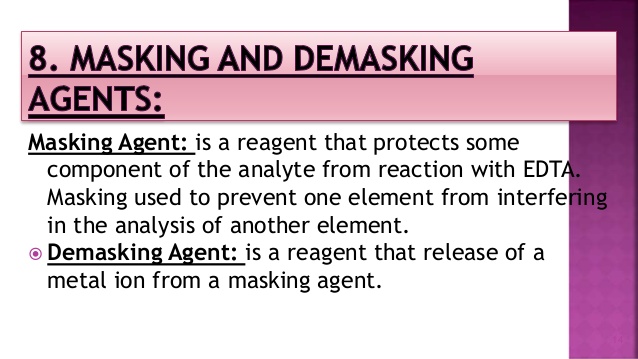 8. MASKING AND DEMASKING
AGENTS:
Masking Agent: is a reagent that protects some
component of the analyte from reaction with EDTA.
Masking used to prevent one element from interfering
in the analysis of another element.
Demasking Agent: is a reagent that release of a
metal ion from a masking agent.